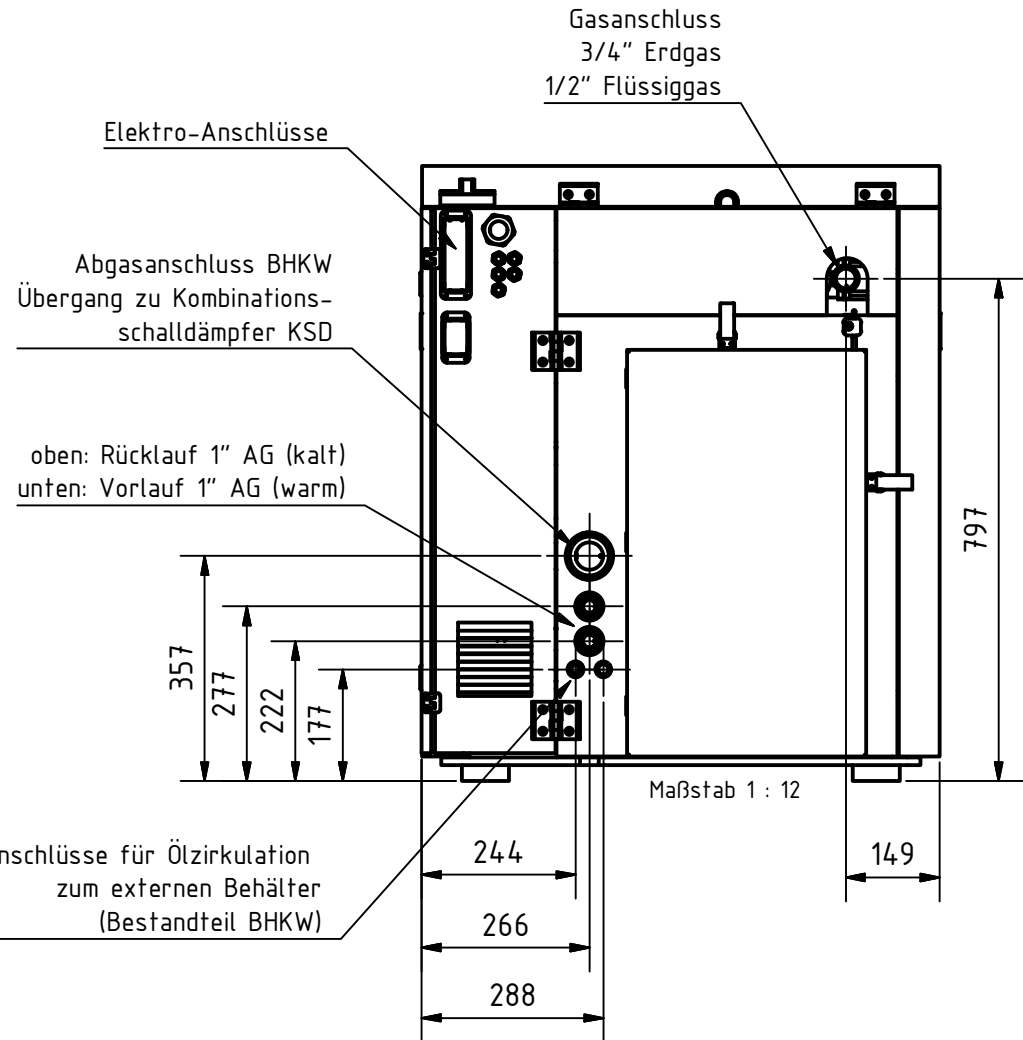 Gasanschluss
3/4" Erdgas
1/2" Flüssiggas
Elektro-Anschlüsse
Abgasanschluss BHKW
Übergang zu Kombinations-
schalldämpfer KSD
oben: Rücklauf 1" AG (kalt)
unten: Vorlauf 1" AG (warm)
797
357
277
222
177
Maßstab 1 : 12
für Ölzirkulation
zum externen Behälter
(Bestandteil BHKW)
244
149
266
288